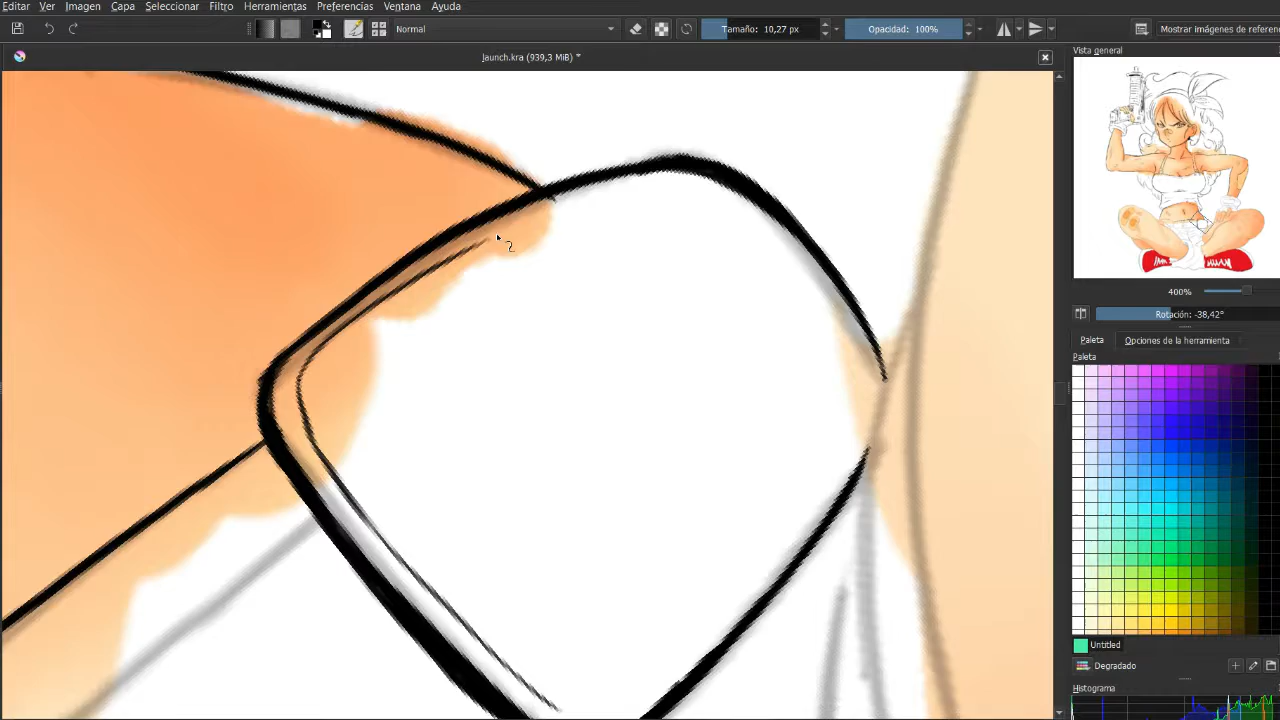 Editar Ver Imagen Capa Seleccionar Filtro Herramientas Preferencias Ventana Ayuda
Normal Tamaño: 10,27 px Opacidad: 100% Mostrar imágenes de referen
launch.kra (939,3 MiB) *
Vista general
400%
Rotación: -38,42°
Paleta Opciones de la herramienta
Paleta
Untitled
Degradado
Histograma